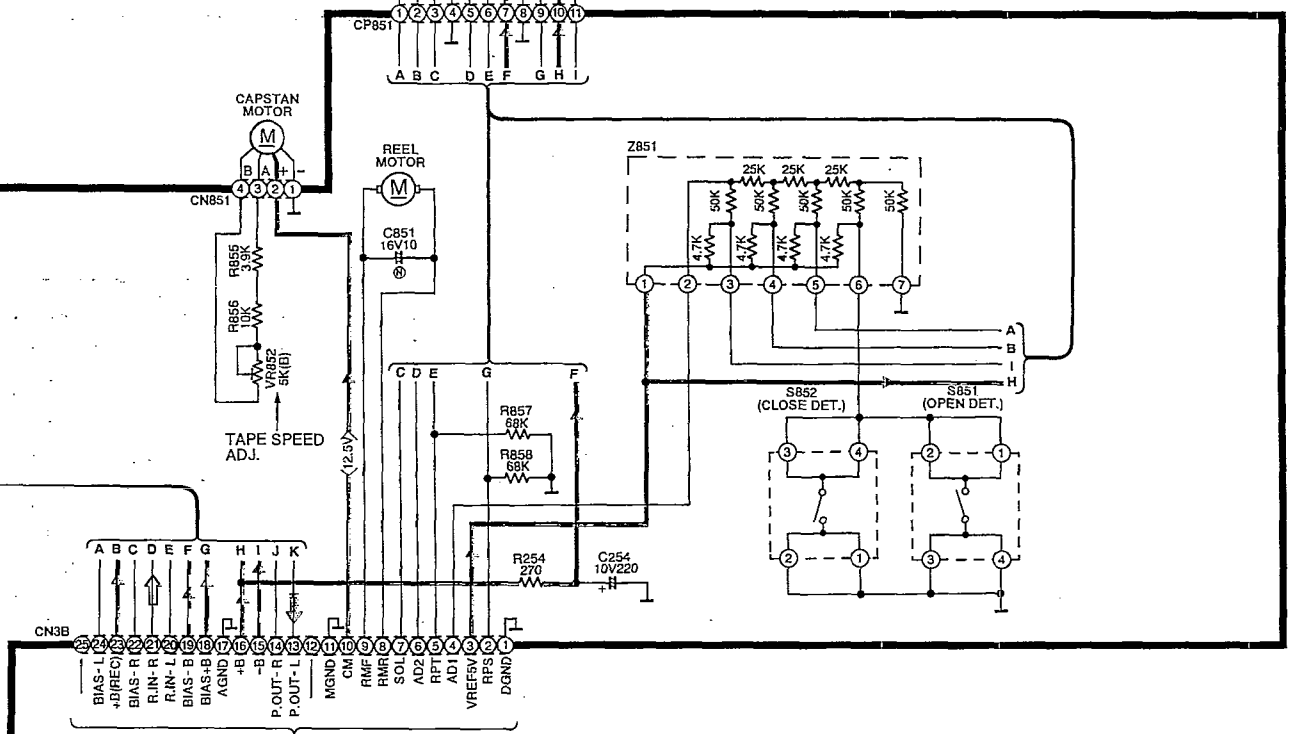 CP851
1 2 3 4 5 6 7 8 9 10 11
A B C D E F G H I
CAPSTAN
MOTOR
M
B A + -
4 3 2 1
CN851
REEL
MOTOR
M
C851
16V10
N
R855
3.9K
R856
10K
VR852
5K(B)
TAPE SPEED
ADJ.
12.5V
Z851
25K 25K 25K
50K 50K 50K 50K 50K
4.7K 4.7K 4.7K 4.7K
1 2 3 4 5 6 7
A
B
I
H
C D E G F
R857
68K
R858
68K
S852
(CLOSE DET.)
S851
(OPEN DET.)
3 4 2 1
2 1 3 4
R254
270
C254
10V220
+
A B C D E F G H I J K
CN3B
25 24 23 22 21 20 19 18 17 16 15 14 13 12 11 10 9 8 7 6 5 4 3 2 1
BIAS-L
+B(REC)
BIAS-R
R.IN-R
R.IN-L
BIAS-B
BIAS+B
AGND
+B
-B
P.OUT-R
P.OUT-L
MGND
CM
RMF
RMR
SOL
AD2
RPT
AD1
VREF5V
RPS
DGND